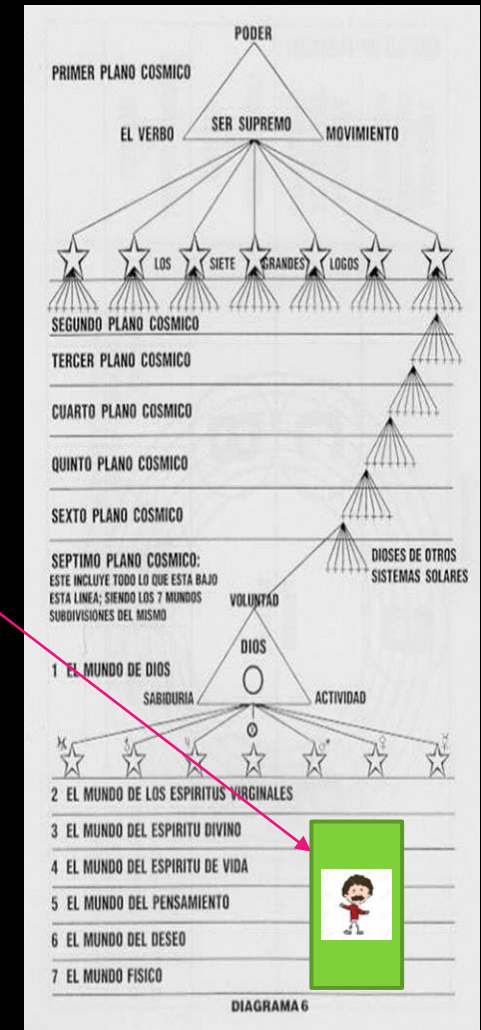 PODER
PRIMER PLANO COSMICO
SER SUPREMO
EL VERBO
MOVIMIENTO
LOS SIETE GRANDES LOGOS
SEGUNDO PLANO COSMICO
TERCER PLANO COSMICO
CUARTO PLANO COSMICO
QUINTO PLANO COSMICO
SEXTO PLANO COSMICO
SEPTIMO PLANO COSMICO:
ESTE INCLUYE TODO LO QUE ESTA BAJO
ESTA LINEA; SIENDO LOS 7 MUNDOS
SUBDIVISIONES DEL MISMO
DIOSES DE OTROS
SISTEMAS SOLARES
VOLUNTAD
DIOS
1 EL MUNDO DE DIOS
SABIDURIA
ACTIVIDAD
2 EL MUNDO DE LOS ESPIRITUS VIRGINALES
3 EL MUNDO DEL ESPIRITU DIVINO
4 EL MUNDO DEL ESPIRITU DE VIDA
5 EL MUNDO DEL PENSAMIENTO
6 EL MUNDO DEL DESEO
7 EL MUNDO FISICO
DIAGRAMA 6